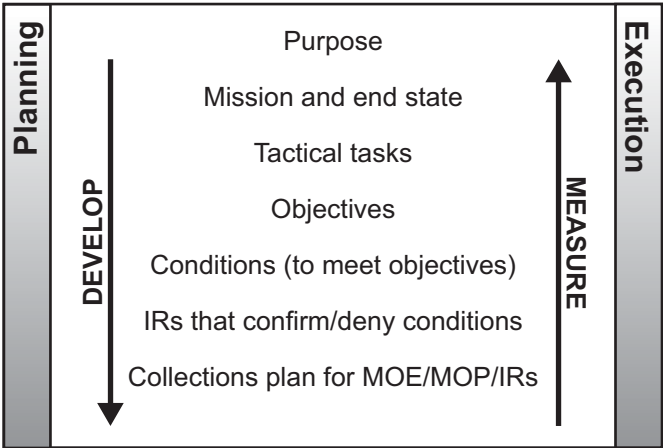 Planning
DEVELOP
Purpose
Mission and end state
Tactical tasks
Objectives
Conditions (to meet objectives)
IRs that confirm/deny conditions
Collections plan for MOE/MOP/IRs
MEASURE
Execution